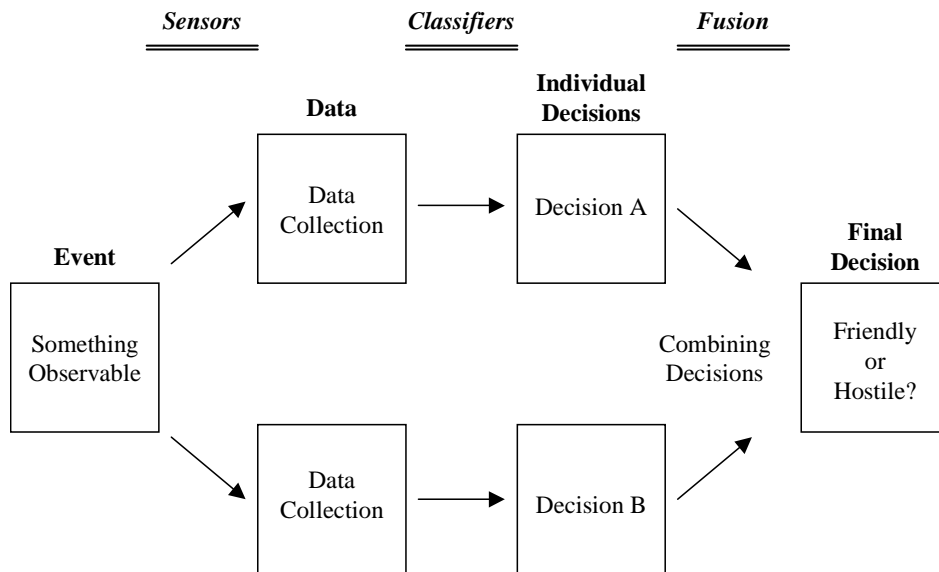 Sensors
Classifiers
Fusion
Individual
Decisions
Data
Data
Collection
Decision A
Event
Final
Decision
Something
Observable
Combining
Decisions
Friendly
or
Hostile?
Data
Collection
Decision B